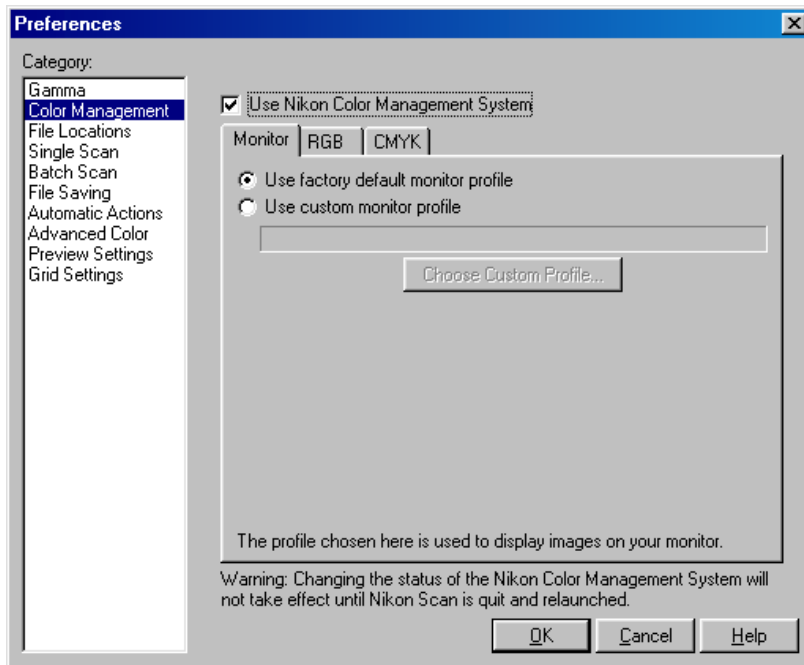 Preferences
Category:
Gamma
Color Management
File Locations
Single Scan
Batch Scan
File Saving
Automatic Actions
Advanced Color
Preview Settings
Grid Settings
Use Nikon Color Management System
Monitor RGB CMYK
Use factory default monitor profile
Use custom monitor profile
Choose Custom Profile...
The profile chosen here is used to display images on your monitor.
Warning: Changing the status of the Nikon Color Management System will
not take effect until Nikon Scan is quit and relaunched.
OK Cancel Help